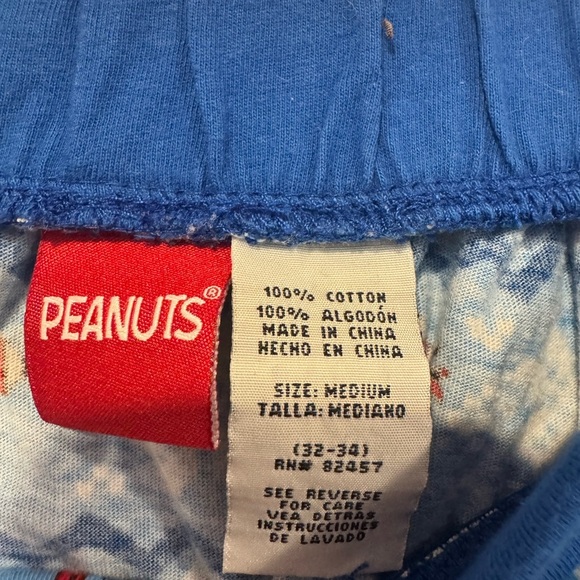 PEANUTS®
100% COTTON
100% ALGODÓN
MADE IN CHINA
HECHO EN CHINA
SIZE: MEDIUM
TALLA: MEDIANO
(32-34)
RN# 82457
SEE REVERSE
FOR CARE
VEA DETRAS
INSTRUCCIONES
DE LAVADO